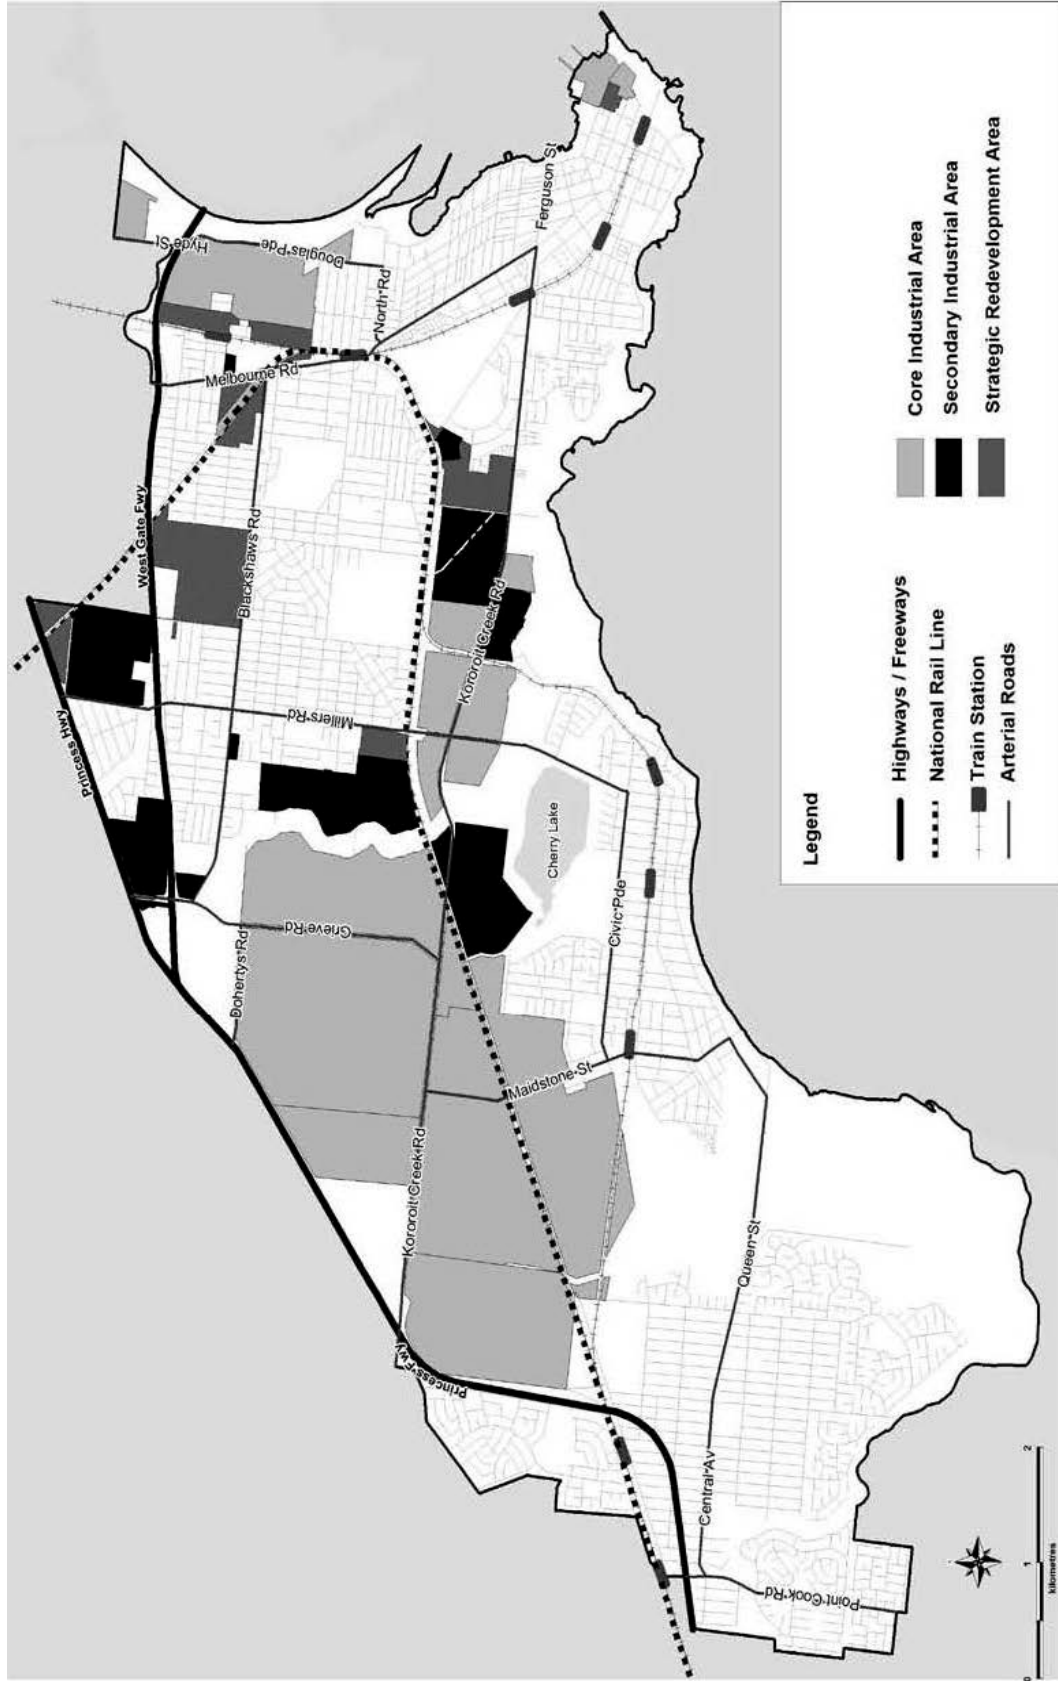 Princess Hwy
West Gate Fwy
Hyde St
Douglas Pde
North Rd
Melbourne Rd
Ferguson St
Blackshaws Rd
Millers Rd
Kororoit Creek Rd
Cherry Lake
Civic Pde
Grieve Rd
Dohertys Rd
Maidstone St
Kororoit Creek Rd
Queen St
Princess Fwy
Central Av
Point Cook Rd
Legend
Highways / Freeways
National Rail Line
Train Station
Arterial Roads
Core Industrial Area
Secondary Industrial Area
Strategic Redevelopment Area
0 1 2
kilometres